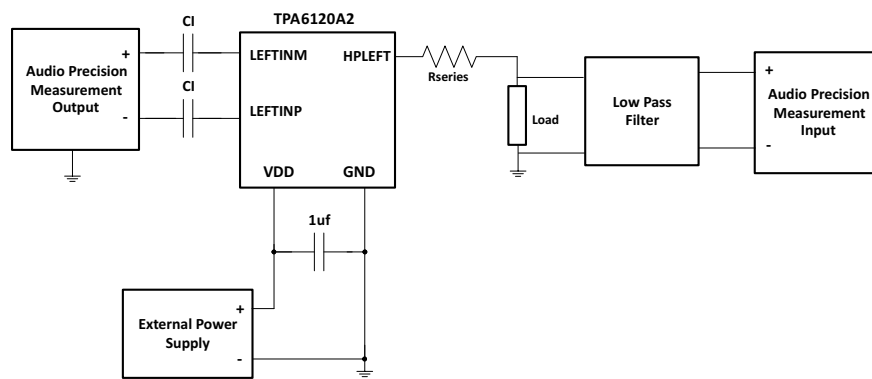 TPA6120A2
CI
+
Audio Precision
Measurement
Output
-
CI
LEFTINM
HPLEFT
LEFTINP
VDD
GND
Rseries
Load
Low Pass
Filter
+
Audio Precision
Measurement
Input
-
1uf
+
External Power
Supply
-